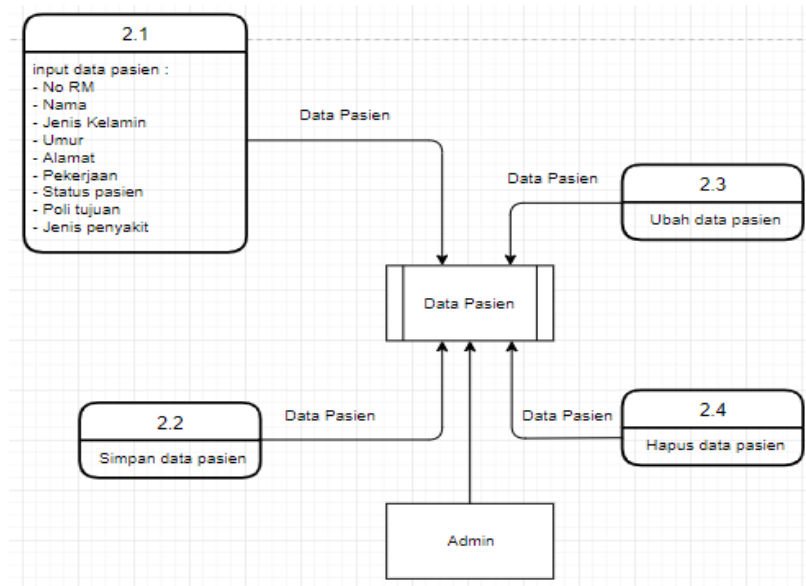 2.1
input data pasien :
- No RM
- Nama
- Jenis Kelamin
- Umur
- Alamat
- Pekerjaan
- Status pasien
- Poli tujuan
- Jenis penyakit
Data Pasien
Data Pasien
2.3
Ubah data pasien
Data Pasien
2.2
Simpan data pasien
Data Pasien
Data Pasien
2.4
Hapus data pasien
Admin